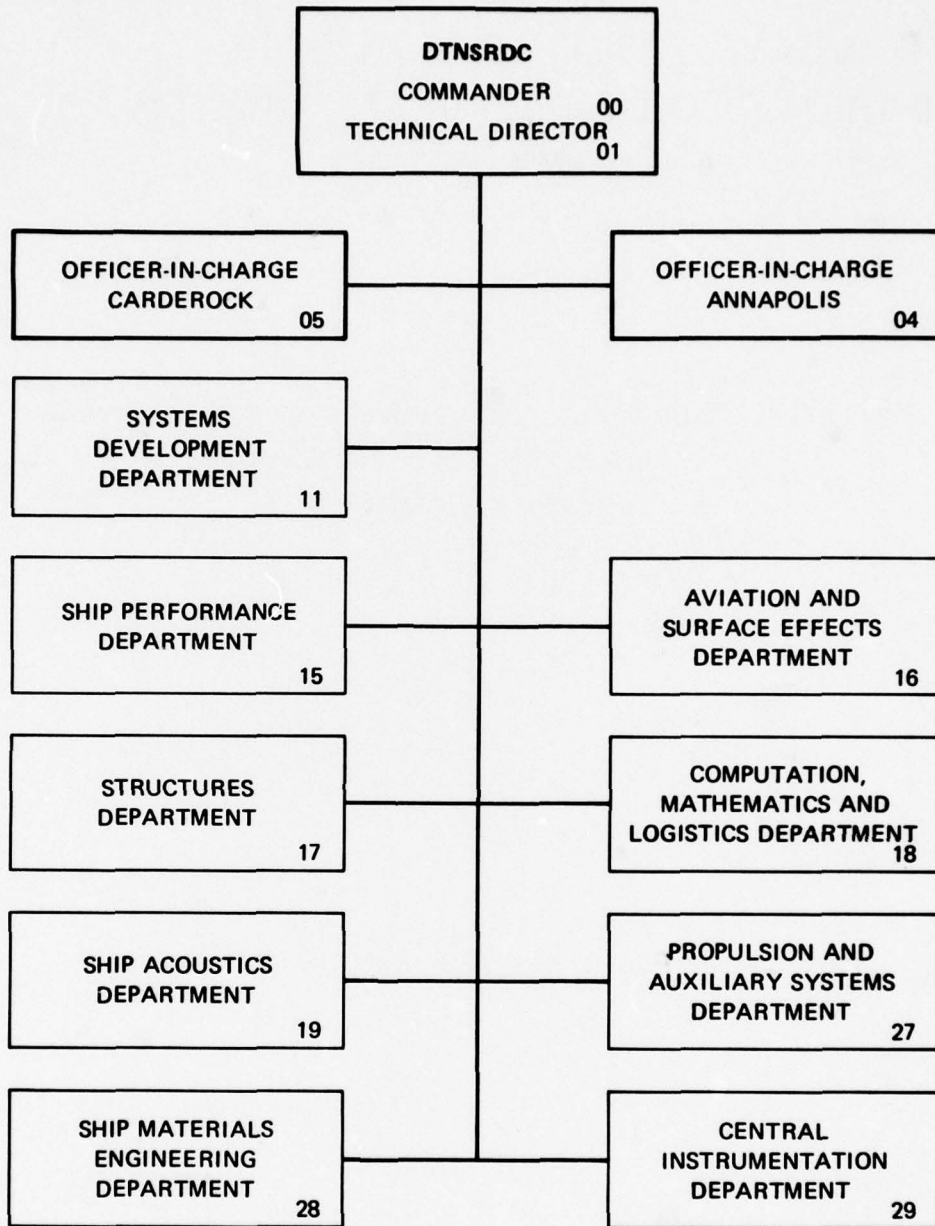 DTNSRDC
COMMANDER
00
TECHNICAL DIRECTOR
01
OFFICER-IN-CHARGE
CARDEROCK
05
OFFICER-IN-CHARGE
ANNAPOLIS
04
SYSTEMS
DEVELOPMENT
DEPARTMENT
11
SHIP PERFORMANCE
DEPARTMENT
15
AVIATION AND
SURFACE EFFECTS
DEPARTMENT
16
STRUCTURES
DEPARTMENT
17
COMPUTATION,
MATHEMATICS AND
LOGISTICS DEPARTMENT
18
SHIP ACOUSTICS
DEPARTMENT
19
PROPULSION AND
AUXILIARY SYSTEMS
DEPARTMENT
27
SHIP MATERIALS
ENGINEERING
DEPARTMENT
28
CENTRAL
INSTRUMENTATION
DEPARTMENT
29